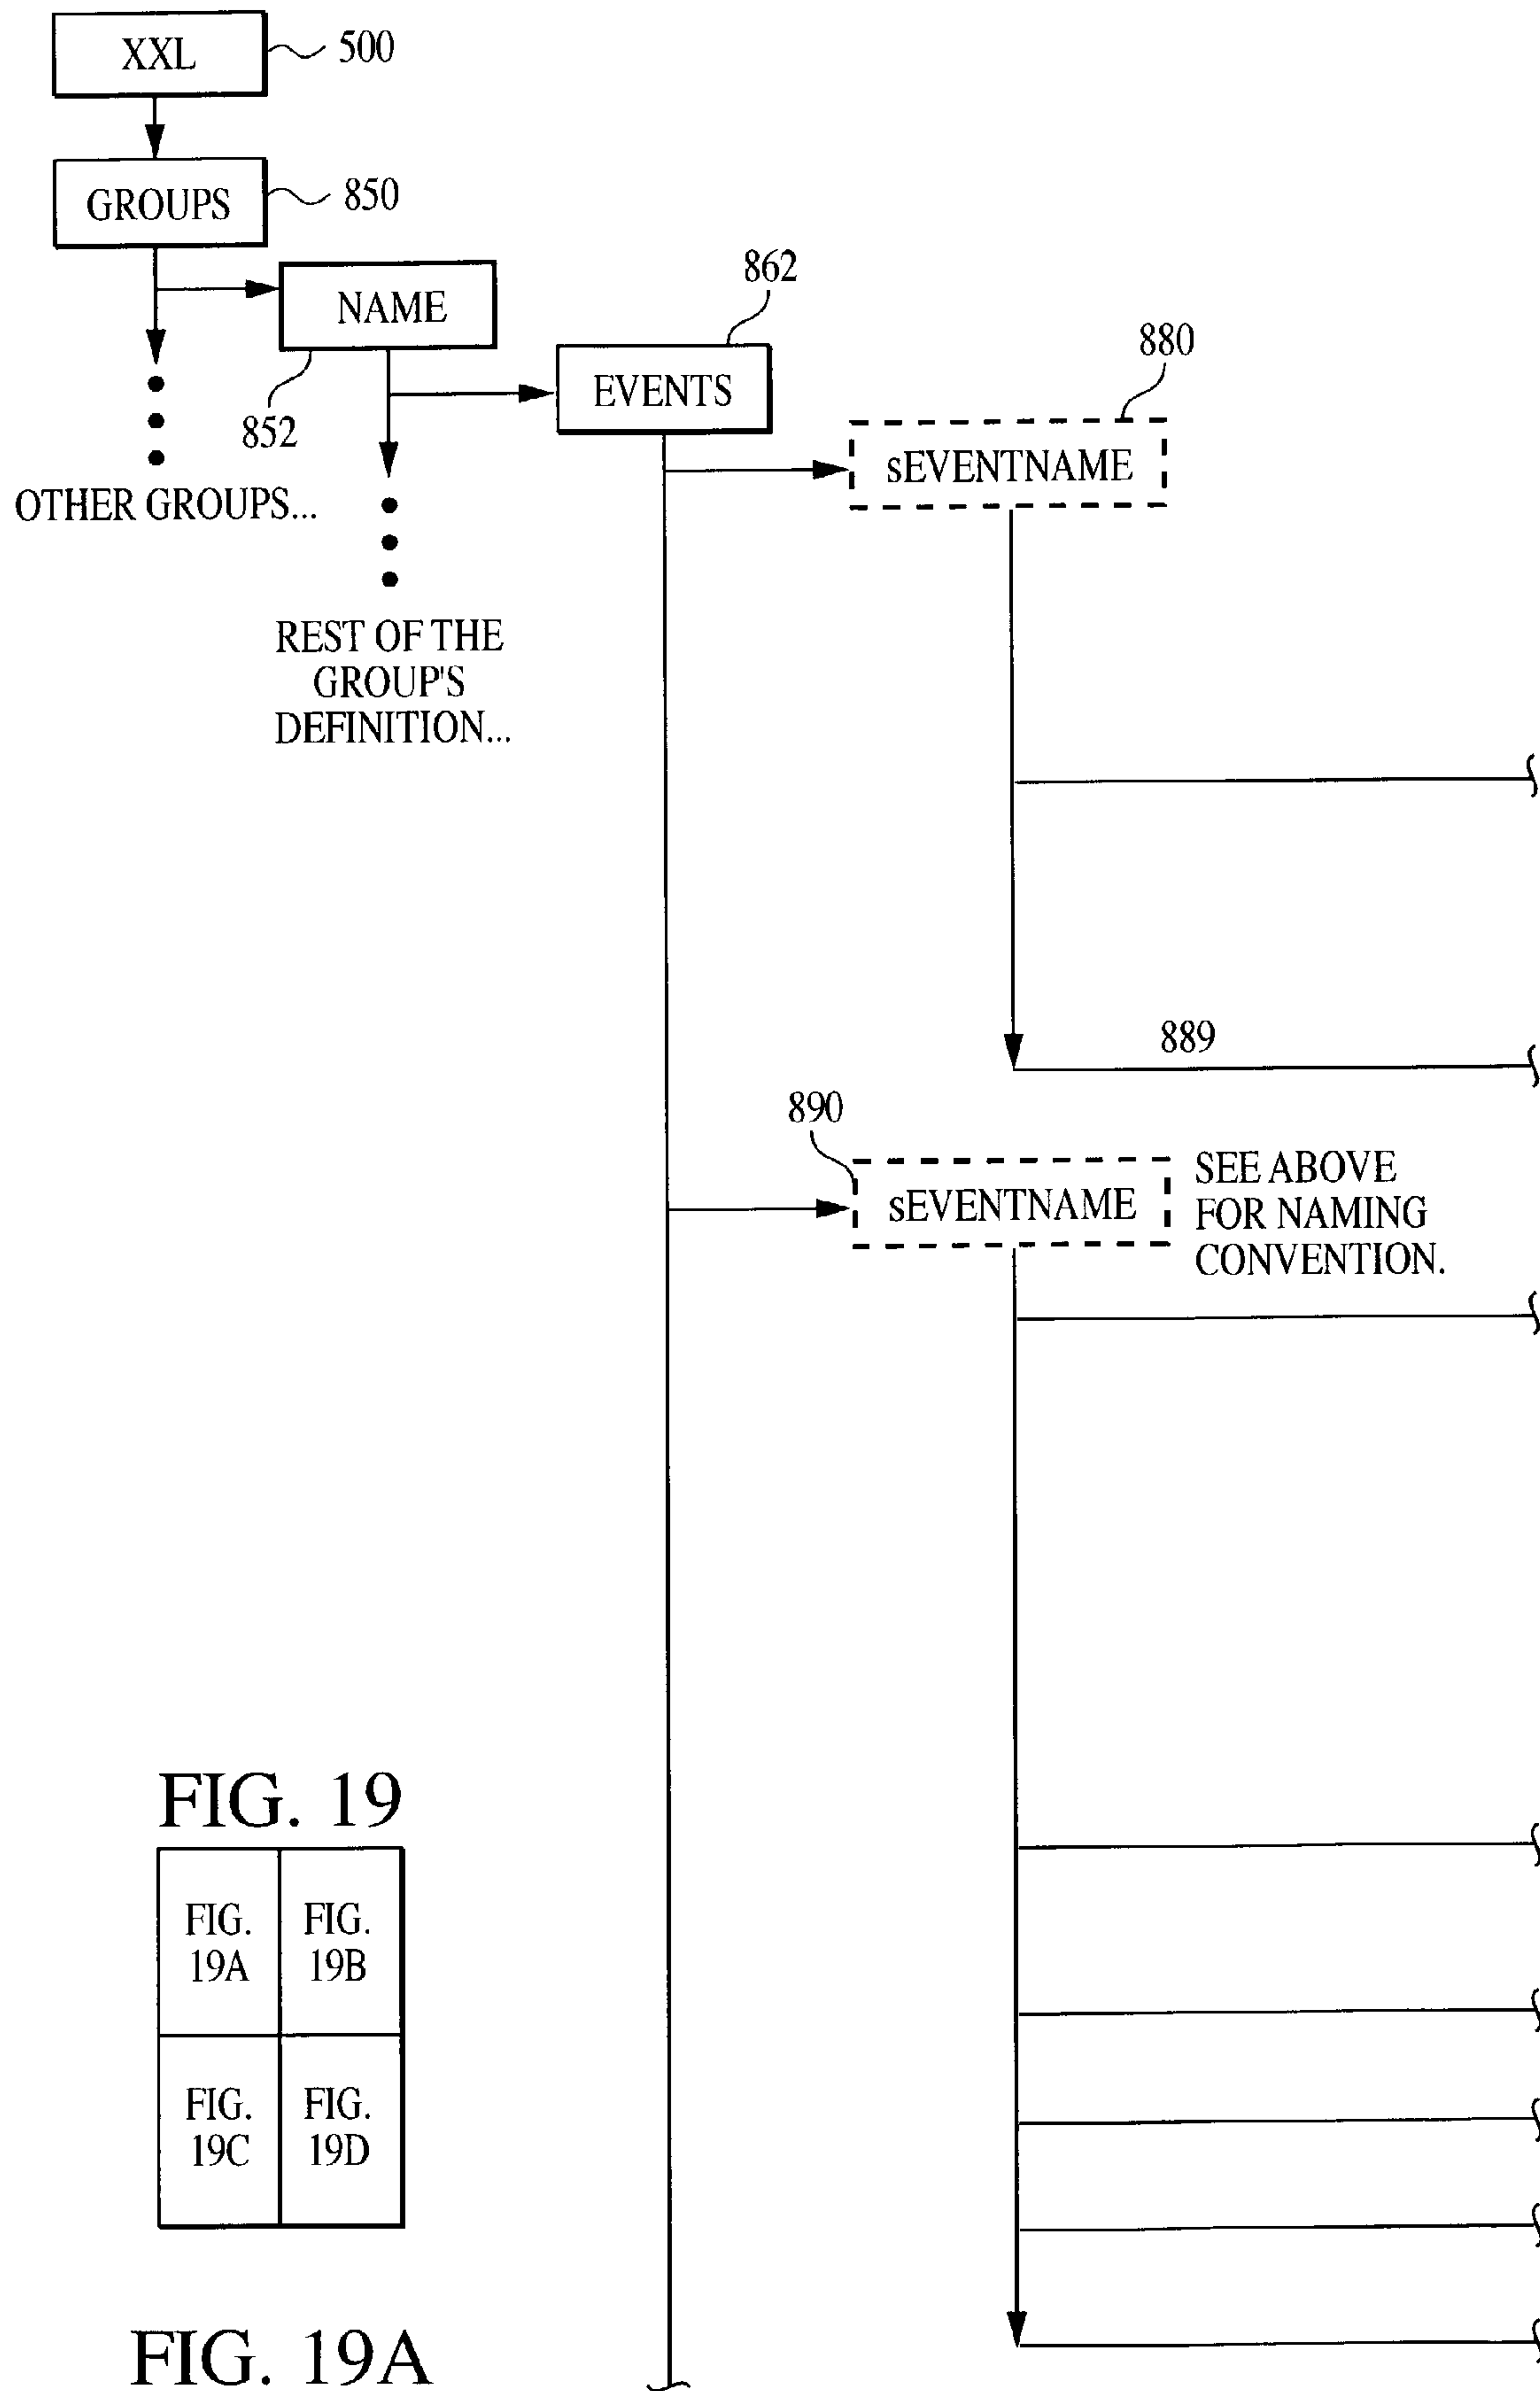 XXL
500
GROUPS
850
862
NAME
880
852
EVENTS
sEVENTNAME
OTHER GROUPS...
REST OF THE
GROUP'S
DEFINITION...
889
890
sEVENTNAME
SEE ABOVE
FOR NAMING
CONVENTION.
FIG. 19
FIG.
19A
FIG.
19B
FIG.
19C
FIG.
19D
FIG. 19A